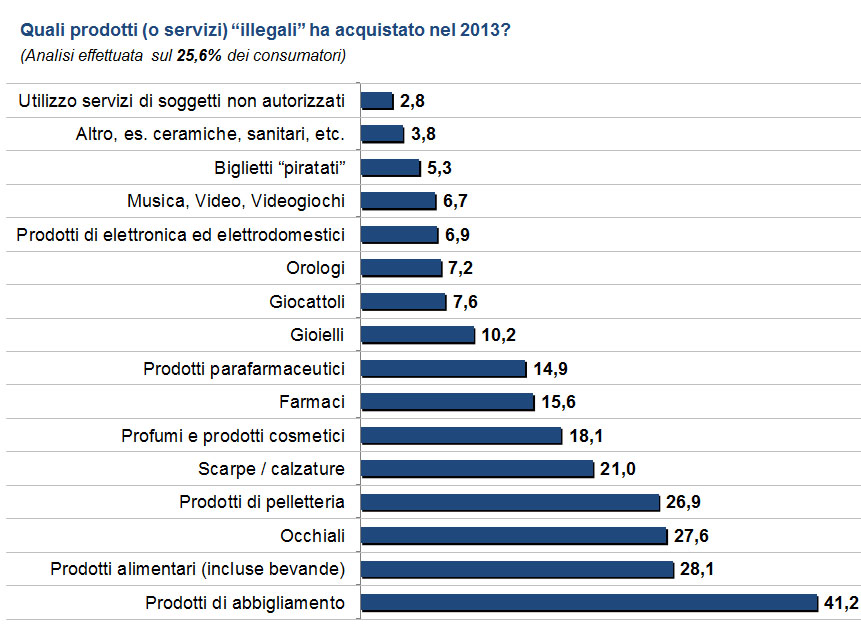 Quali prodotti (o servizi) “illegali” ha acquistato nel 2013?
(Analisi effettuata sul 25,6% dei consumatori)
Utilizzo servizi di soggetti non autorizzati 2,8
Altro, es. ceramiche, sanitari, etc. 3,8
Biglietti “piratati” 5,3
Musica, Video, Videogiochi 6,7
Prodotti di elettronica ed elettrodomestici 6,9
Orologi 7,2
Giocattoli 7,6
Gioielli 10,2
Prodotti parafarmaceutici 14,9
Farmaci 15,6
Profumi e prodotti cosmetici 18,1
Scarpe / calzature 21,0
Prodotti di pelletteria 26,9
Occhiali 27,6
Prodotti alimentari (incluse bevande) 28,1
Prodotti di abbigliamento 41,2